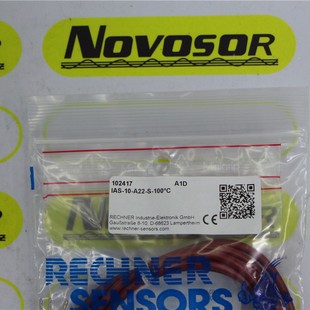 NOVOSOR
102417 A1D
IAS-10-A22-S-100°C
RECHNER Industrie-Elektronik GmbH
Gaußstraße 8-10, D-68623 Lampertheim
www.rechner-sensors.com
RECHNER
SENSORS